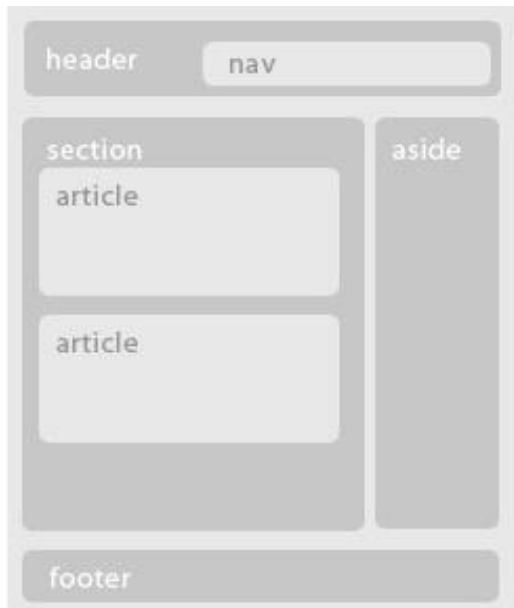 header
nav
section
aside
article
article
footer